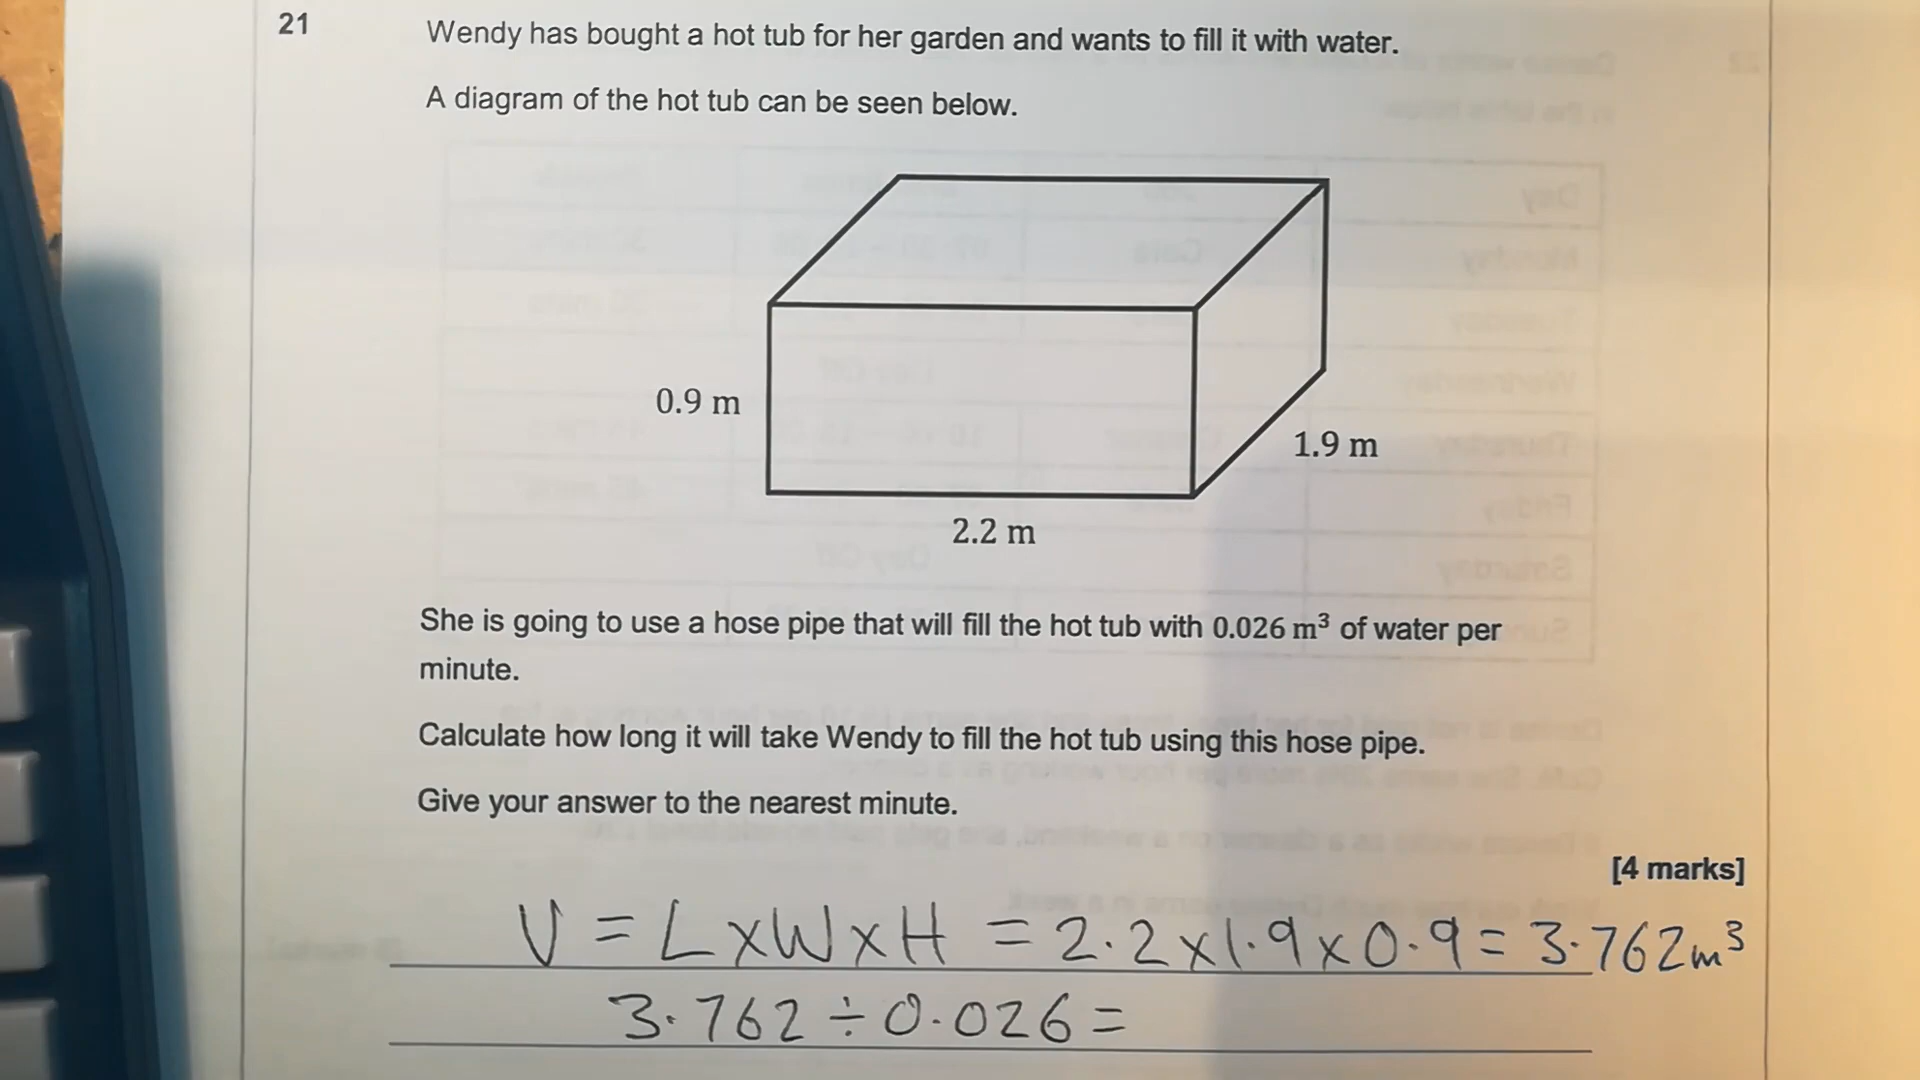 21
Wendy has bought a hot tub for her garden and wants to fill it with water.
A diagram of the hot tub can be seen below.
0.9 m
1.9 m
2.2 m
She is going to use a hose pipe that will fill the hot tub with 0.026 m³ of water per
minute.
Calculate how long it will take Wendy to fill the hot tub using this hose pipe.
Give your answer to the nearest minute.
[4 marks]
V = L×W×H = 2.2×1.9×0.9 = 3.762m³
3.762 ÷ 0.026 =